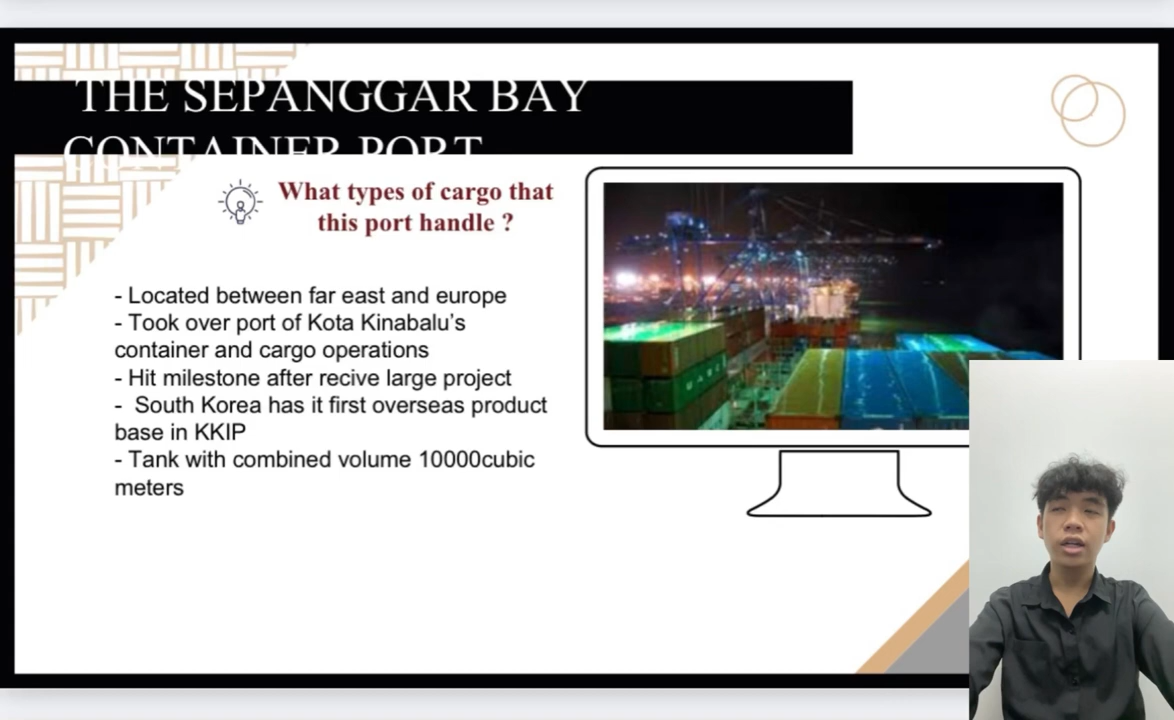 THE SEPANGGAR BAY
CONTAINER PORT
What types of cargo that
this port handle ?
- Located between far east and europe
- Took over port of Kota Kinabalu’s
container and cargo operations
- Hit milestone after recive large project
- South Korea has it first overseas product
base in KKIP
- Tank with combined volume 10000cubic
meters